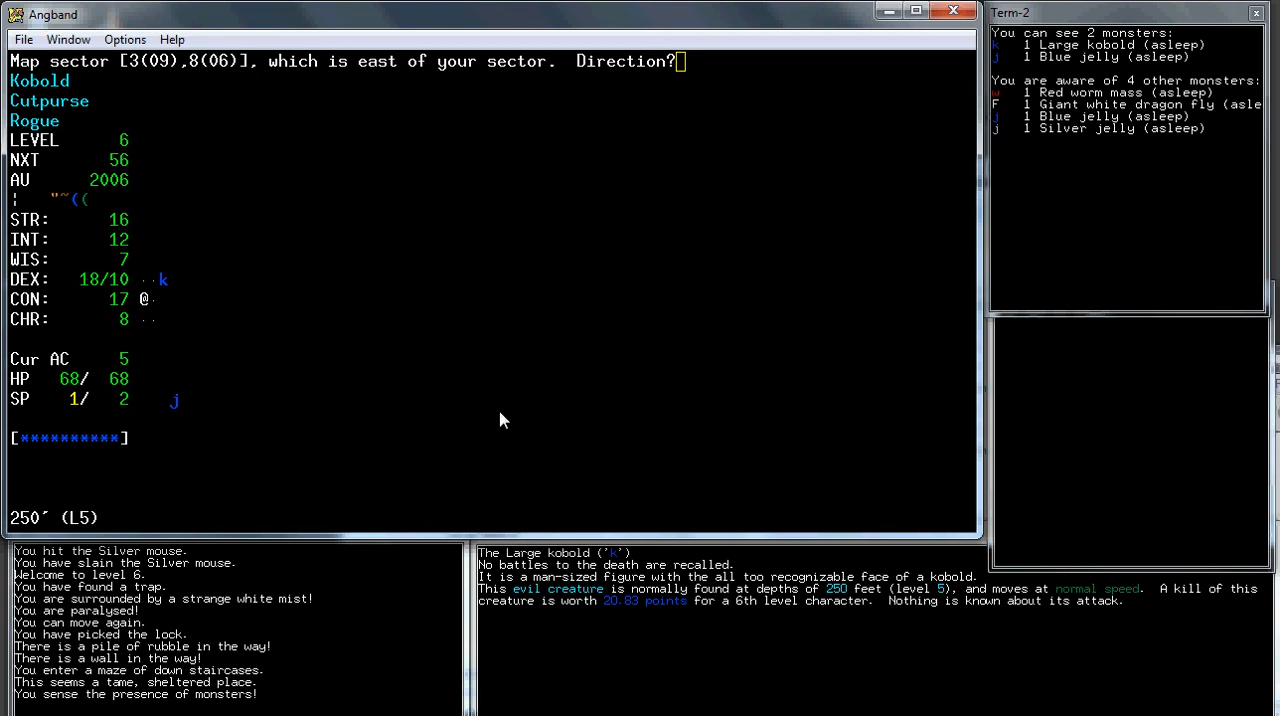 Angband
File Window Options Help
Map sector [3(09),8(06)], which is east of your sector.  Direction?
Kobold
Cutpurse
Rogue
LEVEL 6
NXT 56
AU 2006
¦ "~((
STR: 16
INT: 12
WIS: 7
DEX: 18/10 ..k
CON: 17 @.
CHR: 8 ..
Cur AC 5
HP 68/ 68
SP 1/ 2 j
[**********]
250' (L5)
Term-2
You can see 2 monsters:
k 1 Large kobold (asleep)
j 1 Blue jelly (asleep)
You are aware of 4 other monsters:
w 1 Red worm mass (asleep)
F 1 Giant white dragon fly (asle
j 1 Blue jelly (asleep)
j 1 Silver jelly (asleep)
You hit the Silver mouse.
You have slain the Silver mouse.
Welcome to level 6.
You have found a trap.
You are surrounded by a strange white mist!
You are paralysed!
You can move again.
You have picked the lock.
There is a pile of rubble in the way!
There is a wall in the way!
You enter a maze of down staircases.
This seems a tame, sheltered place.
You sense the presence of monsters!
The Large kobold ('k')
No battles to the death are recalled.
It is a man-sized figure with the all too recognizable face of a kobold.
This evil creature is normally found at depths of 250 feet (level 5), and moves at normal speed.  A kill of this
creature is worth 20.83 points for a 6th level character.  Nothing is known about its attack.